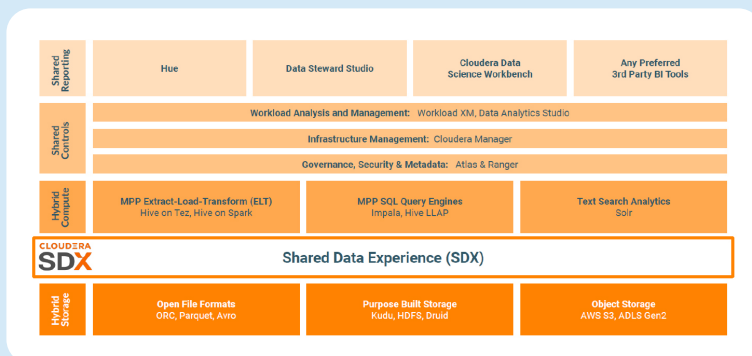 Shared
Reporting
Hue
Data Steward Studio
Cloudera Data
Science Workbench
Any Preferred
3rd Party BI Tools
Shared
Controls
Workload Analysis and Management: Workload XM, Data Analytics Studio
Infrastructure Management: Cloudera Manager
Governance, Security & Metadata: Atlas & Ranger
Hybrid
Compute
MPP Extract-Load-Transform (ELT)
Hive on Tez, Hive on Spark
MPP SQL Query Engines
Impala, Hive LLAP
Text Search Analytics
Solr
CLOUDERA
SDX
Shared Data Experience (SDX)
Hybrid
Storage
Open File Formats
ORC, Parquet, Avro
Purpose Built Storage
Kudu, HDFS, Druid
Object Storage
AWS S3, ADLS Gen2